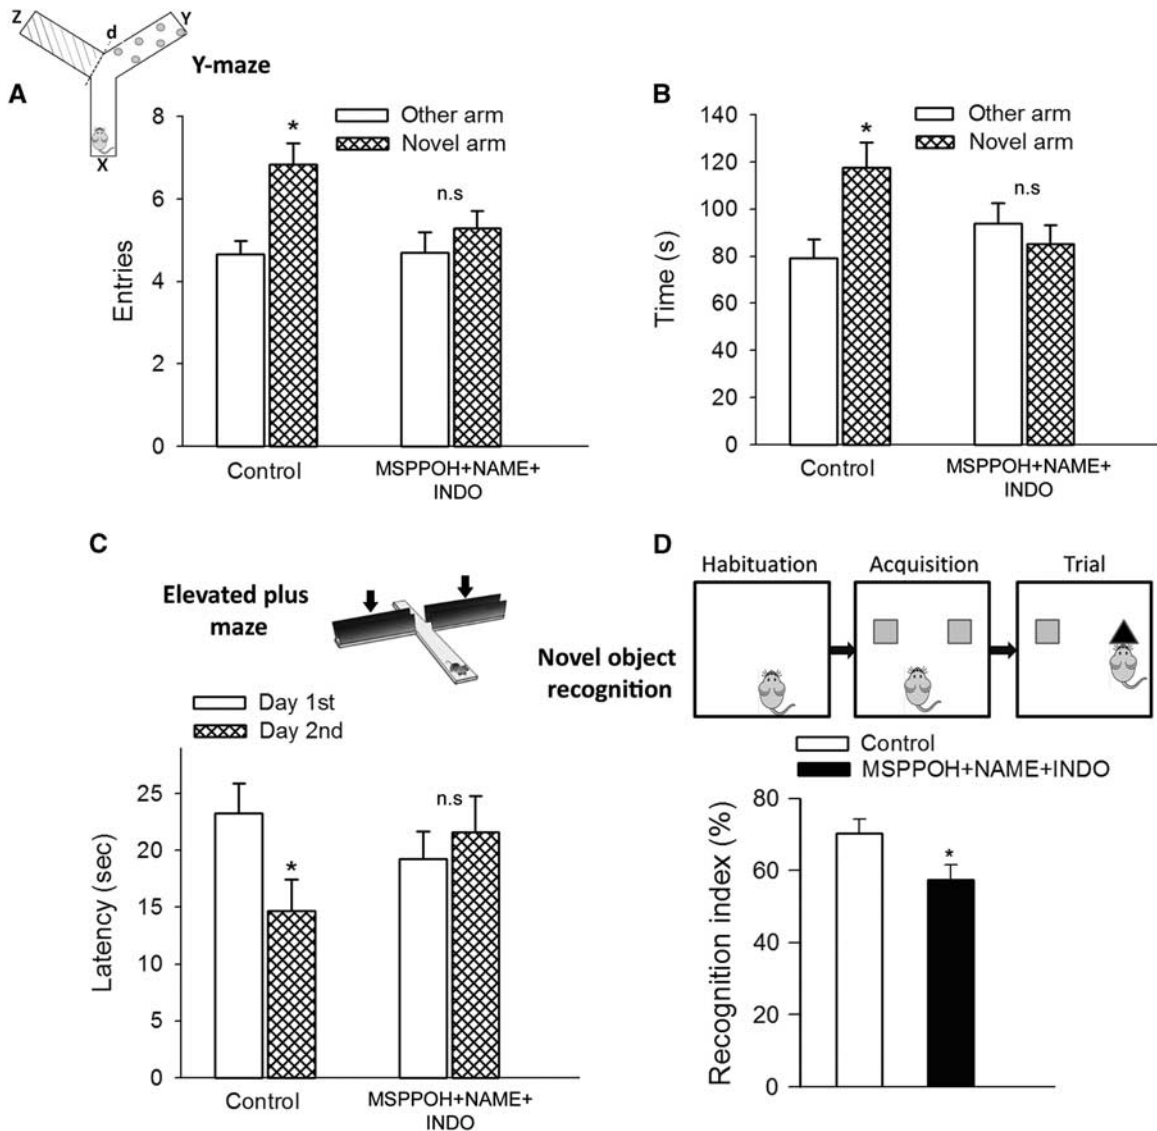 Z
d
Y
X
Y-maze
A
Other arm
Novel arm
8
6
4
2
0
Entries
*
n.s
Control
MSPPOH+NAME+
INDO
B
Other arm
Novel arm
140
120
100
80
60
40
20
0
Time (s)
*
n.s
Control
MSPPOH+NAME+
INDO
C
Elevated plus
maze
Day 1st
Day 2nd
25
20
15
10
5
0
Latency (sec)
*
n.s
Control
MSPPOH+NAME+
INDO
D
Habituation
Acquisition
Trial
Novel object
recognition
Control
MSPPOH+NAME+INDO
80
60
40
20
0
Recognition index (%)
*